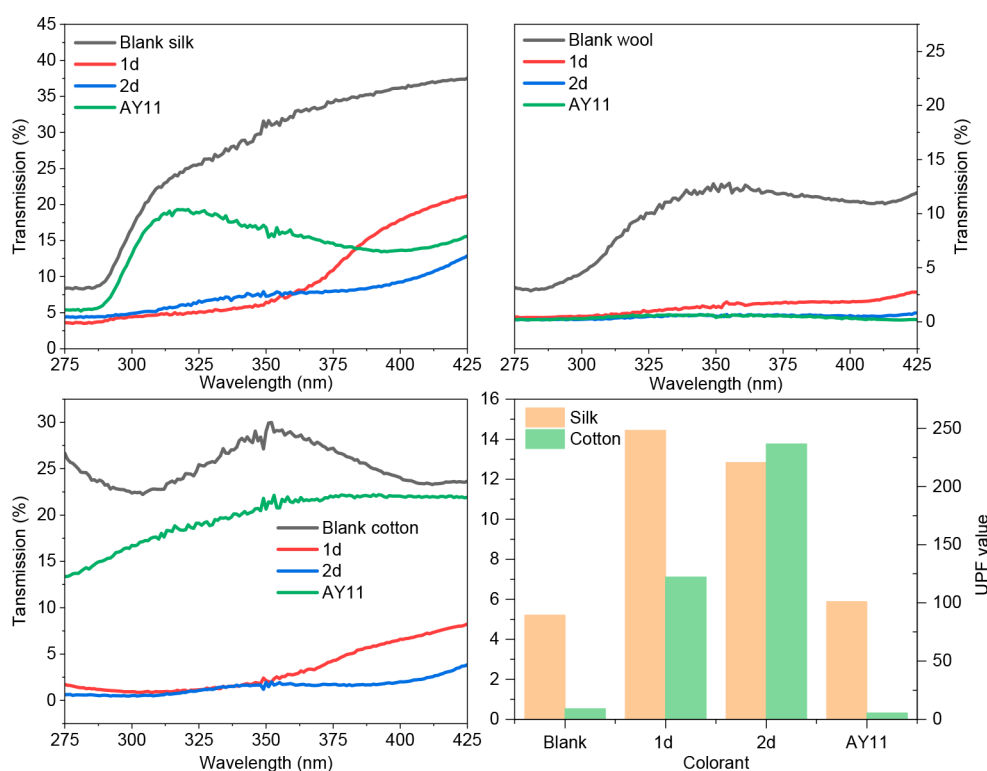 45
40
35
30
25
20
15
10
5
0
Transmission (%)
Blank silk
1d
2d
AY11
275 300 325 350 375 400 425
Wavelength (nm)
Blank wool
1d
2d
AY11
25
20
15
10
5
0
Transmission (%)
275 300 325 350 375 400 425
Wavelength (nm)
30
25
20
15
10
5
0
Tansmission (%)
Blank cotton
1d
2d
AY11
275 300 325 350 375 400 425
Wavelength (nm)
16
14
12
10
8
6
4
2
0
Silk
Cotton
250
200
150
100
50
0
UPF value
Blank 1d 2d AY11
Colorant